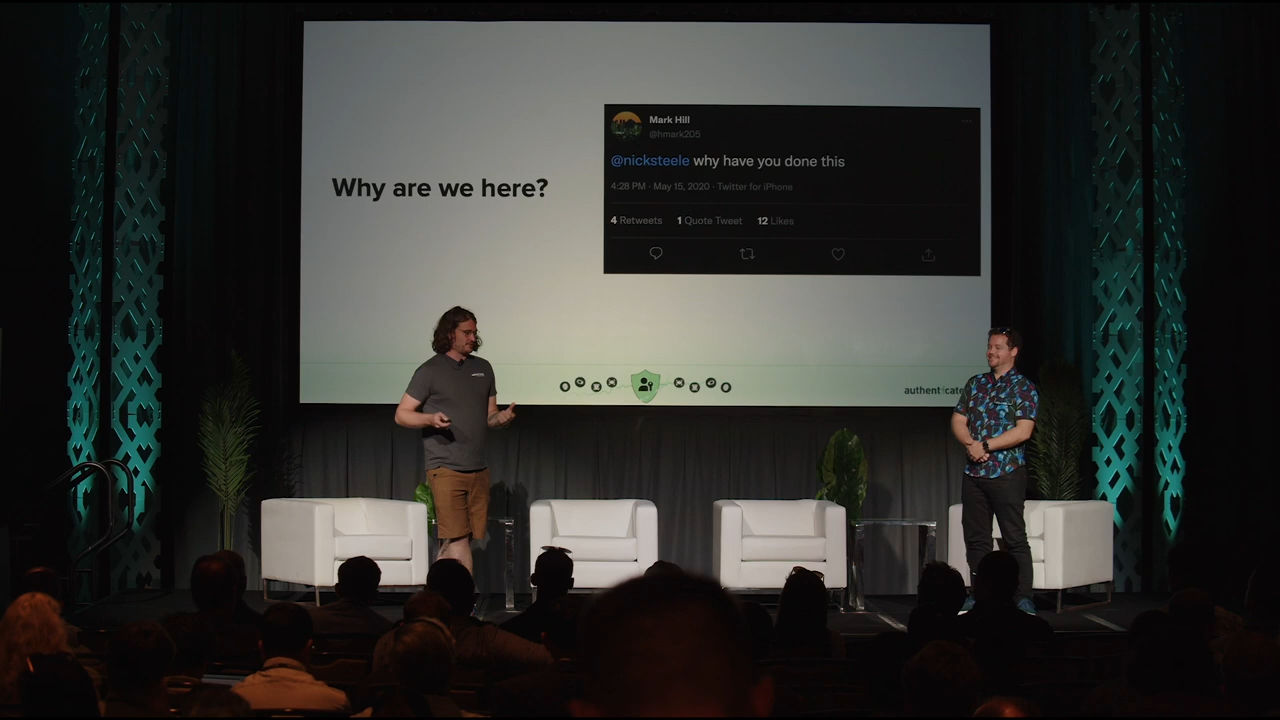 Why are we here?
Mark Hill
@hmark205
@nicksteele why have you done this
4:28 PM · May 15, 2020 · Twitter for iPhone
4 Retweets 1 Quote Tweet 12 Likes
authenticate